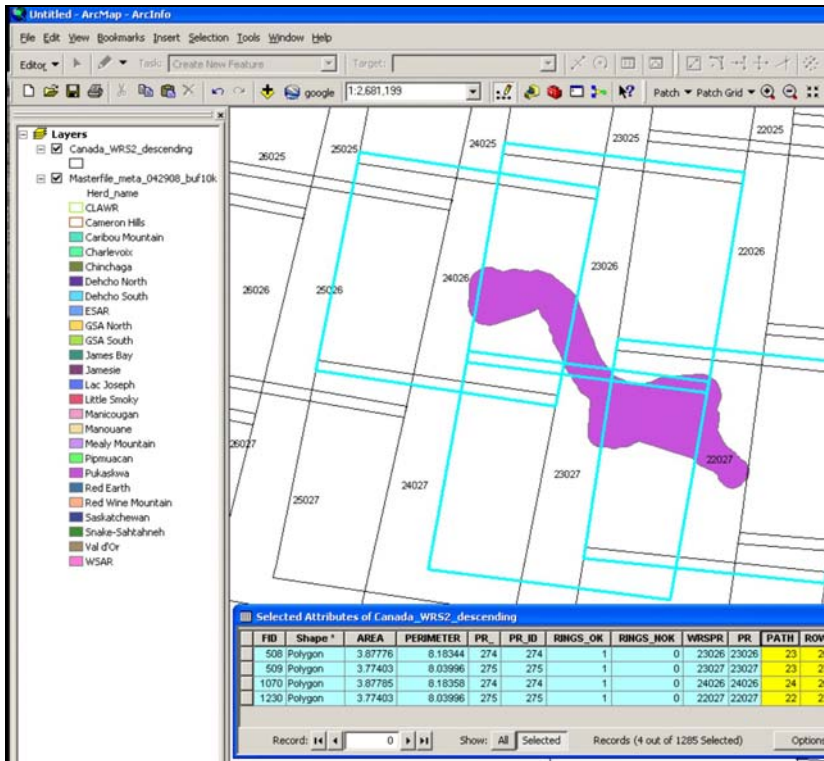 Untitled - ArcMap - ArcInfo
File Edit View Bookmarks Insert Selection Tools Window Help
Editor Task: Create New Feature Target:
google 1:2,681,199 Patch Patch Grid
Layers
Canada_WRS2_descending
Masterfile_meta_042908_buf10k
Herd_name
CLAWR
Cameron Hills
Caribou Mountain
Charlevoix
Chinchaga
Dehcho North
Dehcho South
ESAR
GSA North
GSA South
James Bay
Jamesie
Lac Joseph
Little Smoky
Manicougan
Manouane
Mealy Mountain
Pipmuacan
Pukaskwa
Red Earth
Red Wine Mountain
Saskatchewan
Snake-Sahtahneh
Val d'Or
WSAR
26025 25025 24025 23025 22025
26026 25026 24026 23026 22026
26027 25027 24027 23027 22027
Selected Attributes of Canada_WRS2_descending
FID Shape * AREA PERIMETER PR_ PR_ID RINGS_OK RINGS_NOK WRSPR PR PATH ROW
508 Polygon 3.87776 8.18344 274 274 1 0 23026 23026 23
509 Polygon 3.77403 8.03996 275 275 1 0 23027 23027 23
1070 Polygon 3.87785 8.18358 274 274 1 0 24026 24026 24
1230 Polygon 3.77403 8.03996 275 275 1 0 22027 22027 22
Record: 0 Show: All Selected Records (4 out of 1285 Selected) Options